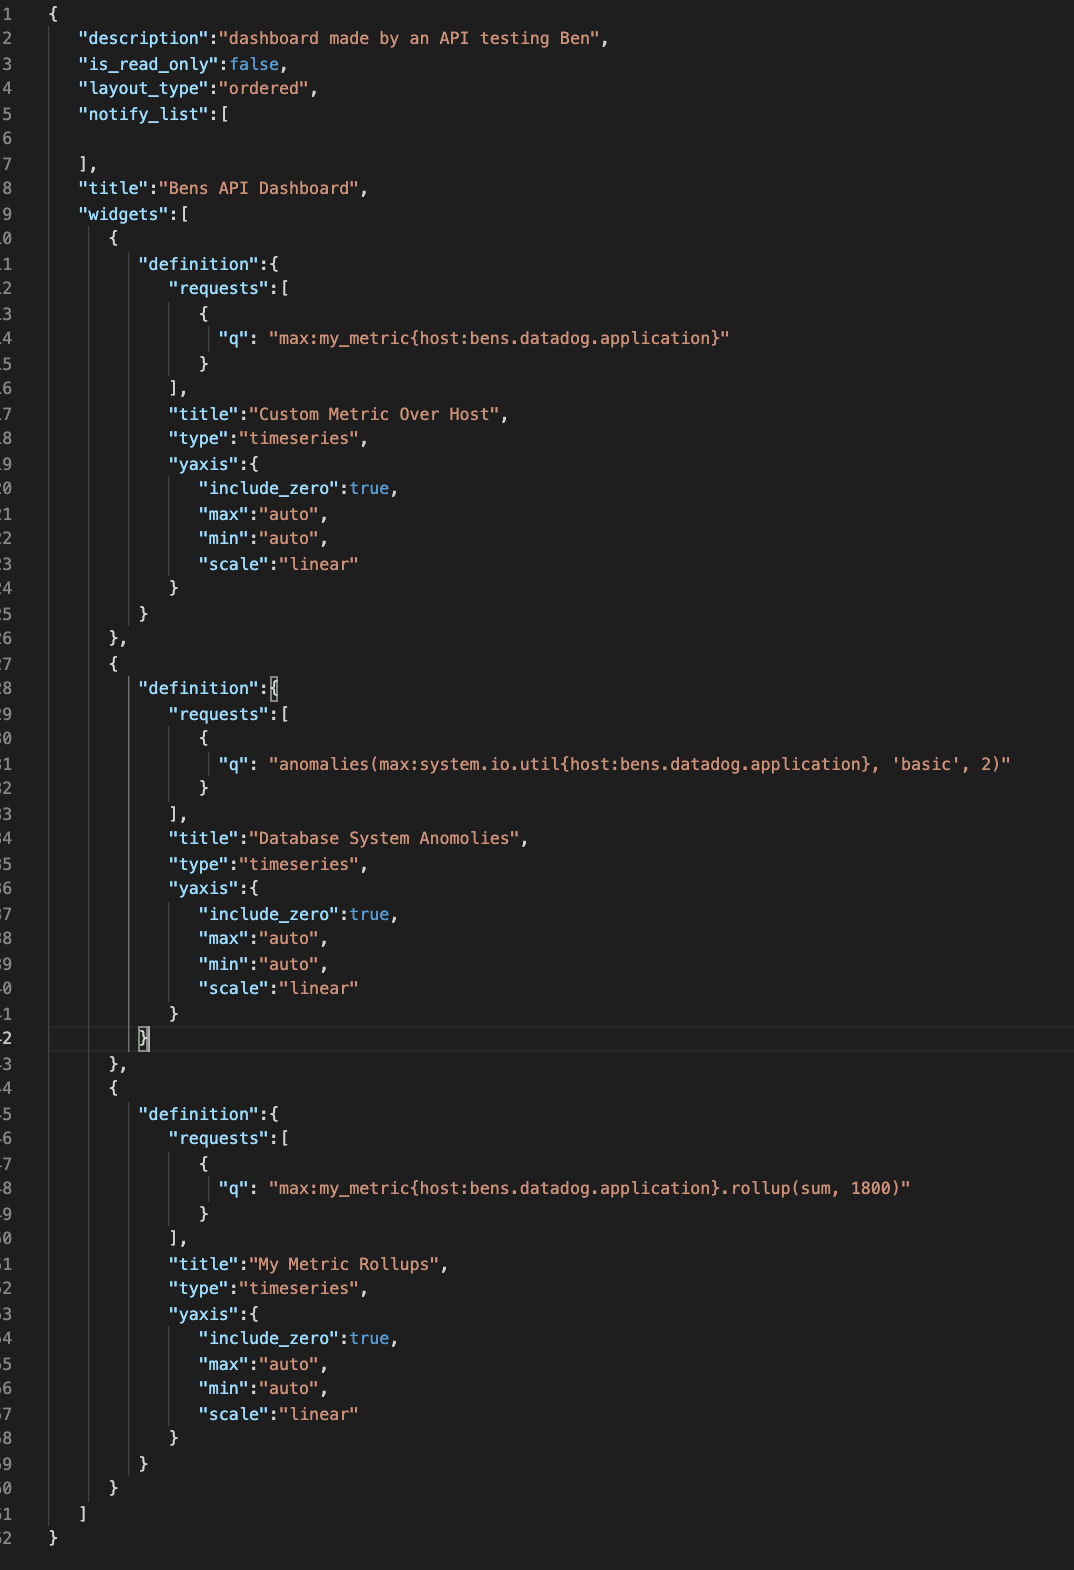 1 {
2 "description":"dashboard made by an API testing Ben",
3 "is_read_only":false,
4 "layout_type":"ordered",
5 "notify_list":[
6
7 ],
8 "title":"Bens API Dashboard",
9 "widgets":[
0 {
1 "definition":{
2 "requests":[
3 {
4 "q": "max:my_metric{host:bens.datadog.application}"
5 }
6 ],
7 "title":"Custom Metric Over Host",
8 "type":"timeseries",
9 "yaxis":{
0 "include_zero":true,
1 "max":"auto",
2 "min":"auto",
3 "scale":"linear"
4 }
5 }
6 },
7 {
8 "definition":{
9 "requests":[
0 {
1 "q": "anomalies(max:system.io.util{host:bens.datadog.application}, 'basic', 2)"
2 }
3 ],
4 "title":"Database System Anomolies",
5 "type":"timeseries",
6 "yaxis":{
7 "include_zero":true,
8 "max":"auto",
9 "min":"auto",
0 "scale":"linear"
1 }
2 }
3 },
4 {
5 "definition":{
6 "requests":[
7 {
8 "q": "max:my_metric{host:bens.datadog.application}.rollup(sum, 1800)"
9 }
0 ],
1 "title":"My Metric Rollups",
2 "type":"timeseries",
3 "yaxis":{
4 "include_zero":true,
5 "max":"auto",
6 "min":"auto",
7 "scale":"linear"
8 }
9 }
0 }
1 ]
2 }